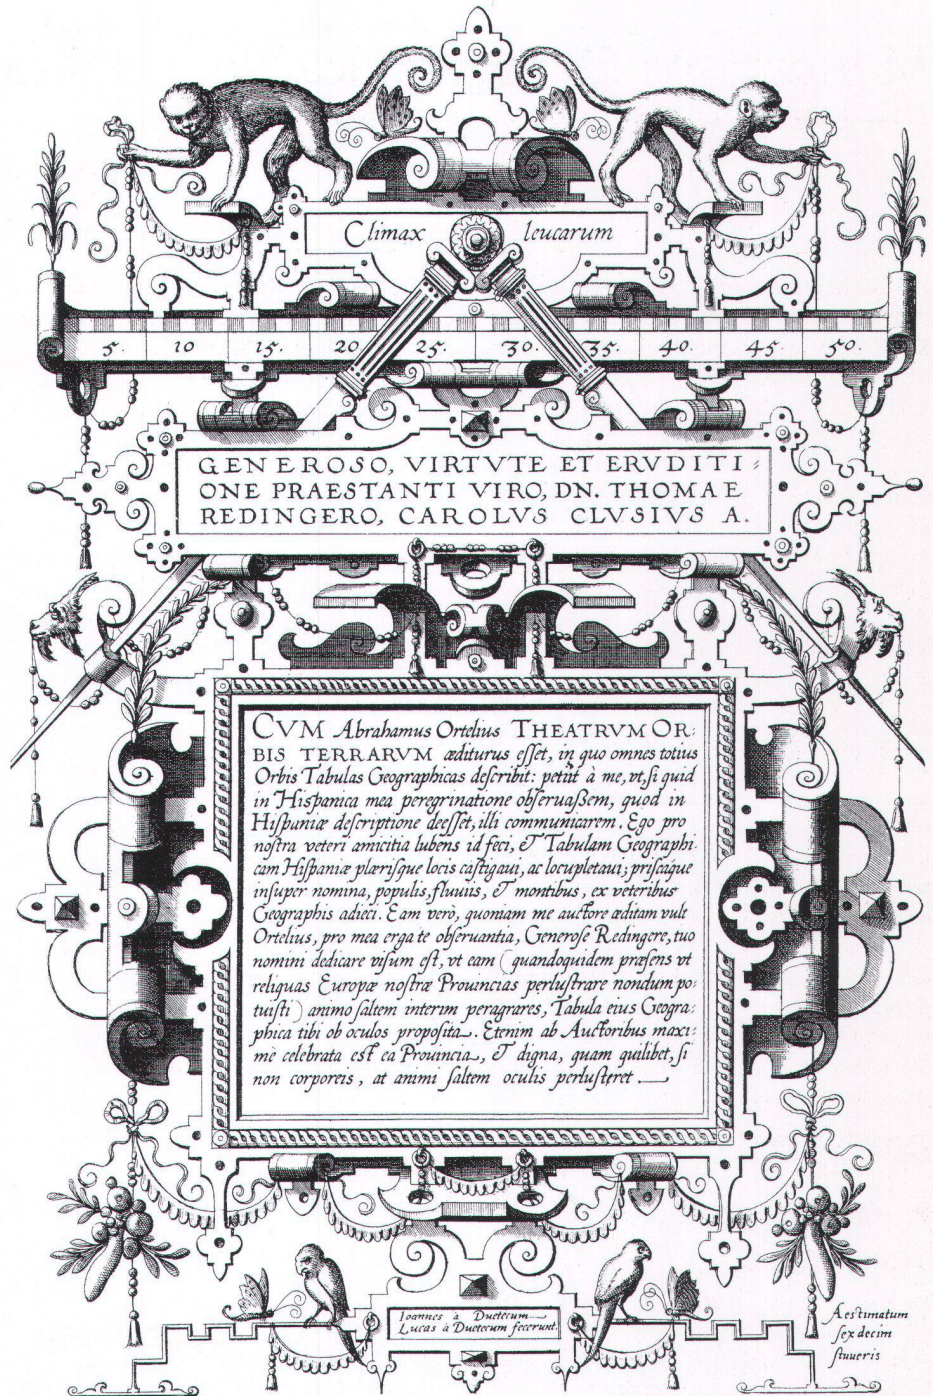 Climax leucarum
5. 10 15. 20 25. 30. 35. 40. 45. 50.
GENEROSO, VIRTVTE ET ERVDITI⸗
ONE PRAESTANTI VIRO, DN. THOMAE
REDINGERO, CAROLVS CLVSIVS A.
CVM Abrahamus Ortelius THEATRVM OR⸗
BIS TERRARVM æditurus eſſet, in quo omnes totius
Orbis Tabulas Geographicas deſcribit: petijt à me, vt, ſi quid
in Hiſpanica mea peregrinatione obſeruaßem, quod in
Hiſpaniæ deſcriptione deeſſet, illi communicarem. Ego pro
noſtra veteri amicitia lubens id feci, & Tabulam Geographi⸗
cam Hiſpaniæ plæriſque locis caſtigaui, ac locupletaui; priſcáque
inſuper nomina, populis, fluuiis, & montibus, ex veteribus
Geographis adieci. Eam verò, quoniam me auctore æditam vult
Ortelius, pro mea erga te obſeruantia, Generoſe Redingere, tuo
nomini dedicare viſum eſt, vt eam (quandoquidem præſens vt
reliquas Europæ noſtræ Prouincias perluſtrare nondum po⸗
tuiſti) animo ſaltem interim peragrares, Tabula eius Geogra⸗
phica tibi ob oculos propoſita. Etenim ab Auctoribus maxi⸗
mè celebrata eſt ea Prouincia, & digna, quam quilibet, ſi
non corporeis, at animi ſaltem oculis perluſtret
Ioannes à Duetecum
Lucas à Duetecum fecerunt.
Aeſtimatum
ſex decim
ſtuueris